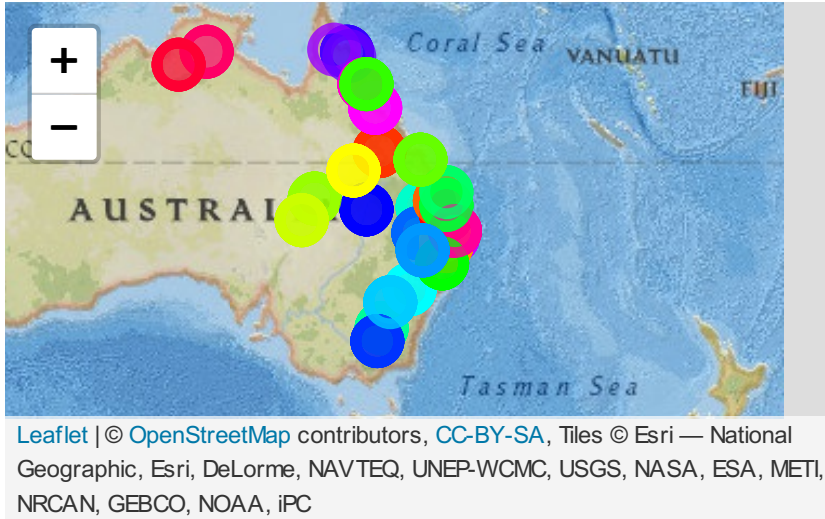 +
−
Coral Sea
VANUATU
FIJI
AUSTRAL
Tasman Sea
Leaflet | © OpenStreetMap contributors, CC-BY-SA, Tiles © Esri — National
Geographic, Esri, DeLorme, NAVTEQ, UNEP-WCMC, USGS, NASA, ESA, METI,
NRCAN, GEBCO, NOAA, iPC